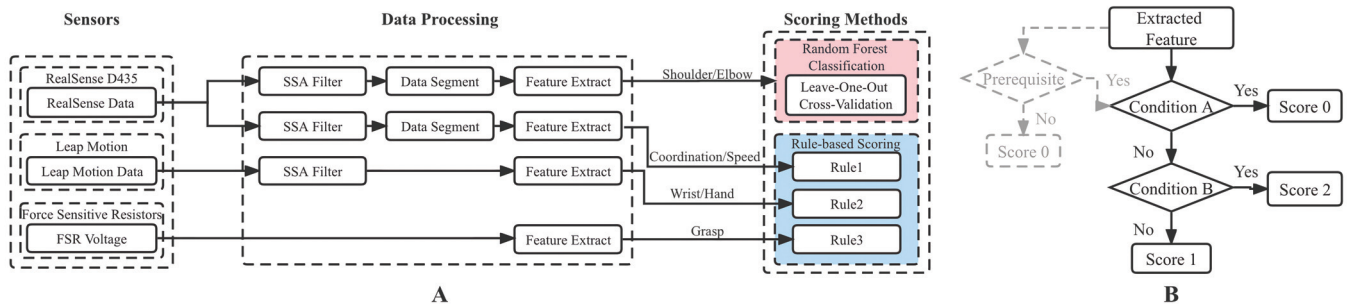 Sensors
Data Processing
Scoring Methods
RealSense D435
RealSense Data
SSA Filter
Data Segment
Feature Extract
Shoulder/Elbow
Random Forest
Classification
Leave-One-Out
Cross-Validation
SSA Filter
Data Segment
Feature Extract
Coordination/Speed
Rule-based Scoring
Rule1
Leap Motion
Leap Motion Data
SSA Filter
Feature Extract
Wrist/Hand
Rule2
Force Sensitive Resistors
FSR Voltage
Feature Extract
Grasp
Rule3
A
Extracted
Feature
Prerequisite
Yes
No
Score 0
Condition A
Yes
Score 0
No
Condition B
Yes
Score 2
No
Score 1
B